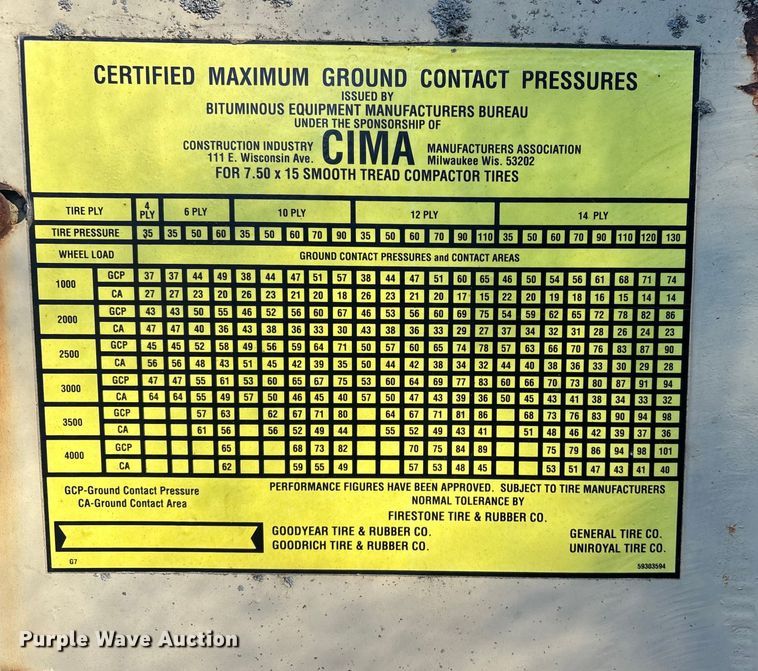 CERTIFIED MAXIMUM GROUND CONTACT PRESSURES
ISSUED BY
BITUMINOUS EQUIPMENT MANUFACTURERS BUREAU
UNDER THE SPONSORSHIP OF
CONSTRUCTION INDUSTRY CIMA MANUFACTURERS ASSOCIATION
111 E. Wisconsin Ave. Milwaukee Wis. 53202
FOR 7.50 x 15 SMOOTH TREAD COMPACTOR TIRES
TIRE PLY 4 PLY 6 PLY 10 PLY 12 PLY 14 PLY
TIRE PRESSURE 35 35 50 60 35 50 60 70 90 35 50 60 70 90 110 35 50 60 70 90 110 120 130
WHEEL LOAD GROUND CONTACT PRESSURES and CONTACT AREAS
1000 GCP 37 37 44 49 38 44 47 51 57 38 44 47 51 60 65 46 50 54 56 61 68 71 74
CA 27 27 23 20 26 23 21 20 18 26 23 21 20 17 15 22 20 19 18 16 15 14 14
2000 GCP 43 43 50 55 46 52 56 60 67 46 53 56 60 69 75 54 59 62 65 72 78 82 86
CA 47 47 40 36 43 38 36 33 30 43 38 36 33 29 27 37 34 32 31 28 26 24 23
2500 GCP 45 45 52 58 49 56 59 64 71 50 57 60 65 74 78 57 63 66 70 76 83 87 90
CA 56 56 48 43 51 45 42 39 35 50 44 42 38 34 32 44 40 38 36 33 30 29 28
3000 GCP 47 47 55 61 53 60 65 67 75 53 60 64 69 77 83 60 66 70 73 80 87 91 94
CA 64 64 55 49 57 50 46 45 40 57 50 47 43 39 36 50 45 43 41 38 34 33 32
3500 GCP 57 63 62 67 71 80 64 67 71 81 86 68 73 76 83 90 94 98
CA 61 56 56 52 49 44 55 52 49 43 41 51 48 46 42 39 37 36
4000 GCP 65 68 73 82 70 75 84 89 75 79 86 94 98 101
CA 62 59 55 49 57 53 48 45 53 51 47 43 41 40
GCP-Ground Contact Pressure
CA-Ground Contact Area
PERFORMANCE FIGURES HAVE BEEN APPROVED. SUBJECT TO TIRE MANUFACTURERS
NORMAL TOLERANCE BY
FIRESTONE TIRE & RUBBER CO.
GOODYEAR TIRE & RUBBER CO. GENERAL TIRE CO.
GOODRICH TIRE & RUBBER CO. UNIROYAL TIRE CO.
G7 59303594
Purple Wave Auction